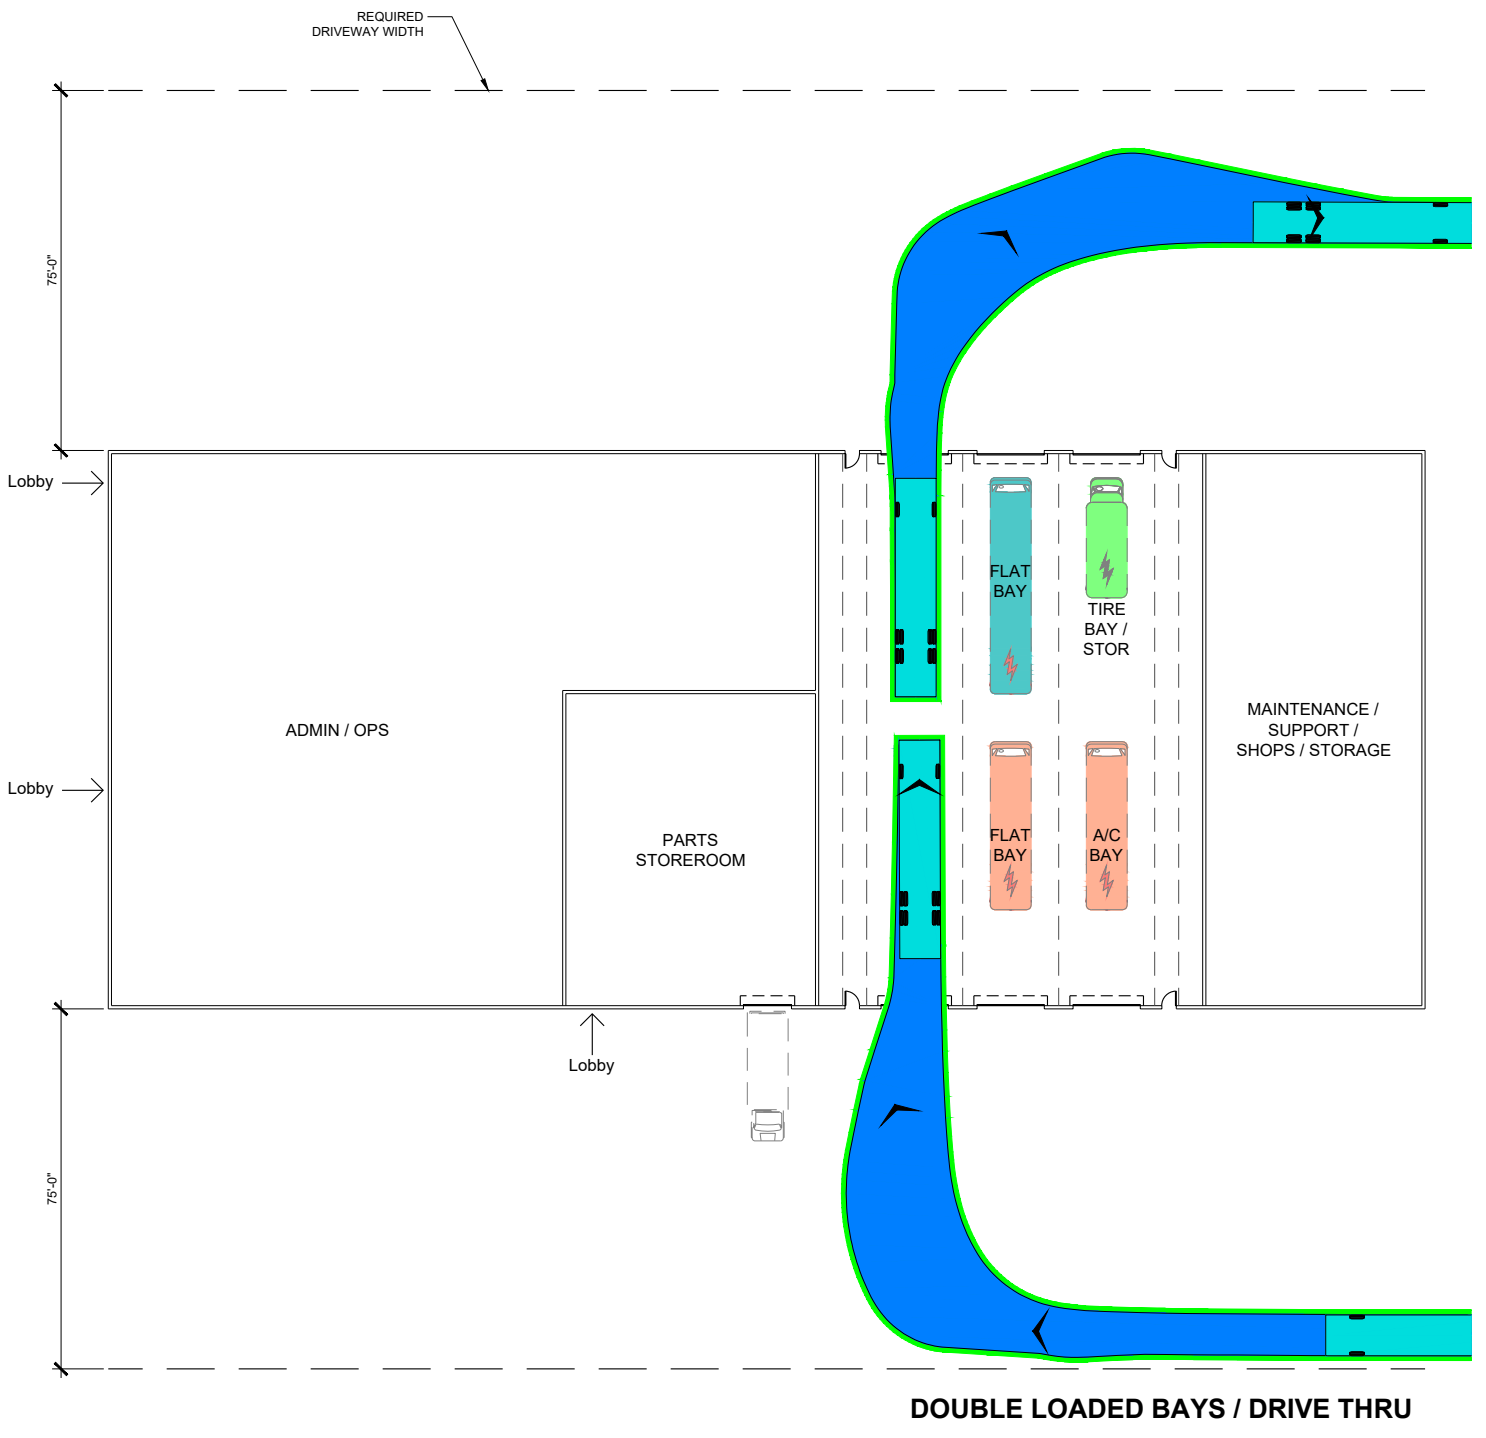 REQUIRED
DRIVEWAY WIDTH
75'-0"
Lobby
FLAT
BAY
TIRE
BAY /
STOR
ADMIN / OPS
MAINTENANCE /
SUPPORT /
SHOPS / STORAGE
Lobby
PARTS
STOREROOM
FLAT
BAY
A/C
BAY
Lobby
75'-0"
DOUBLE LOADED BAYS / DRIVE THRU